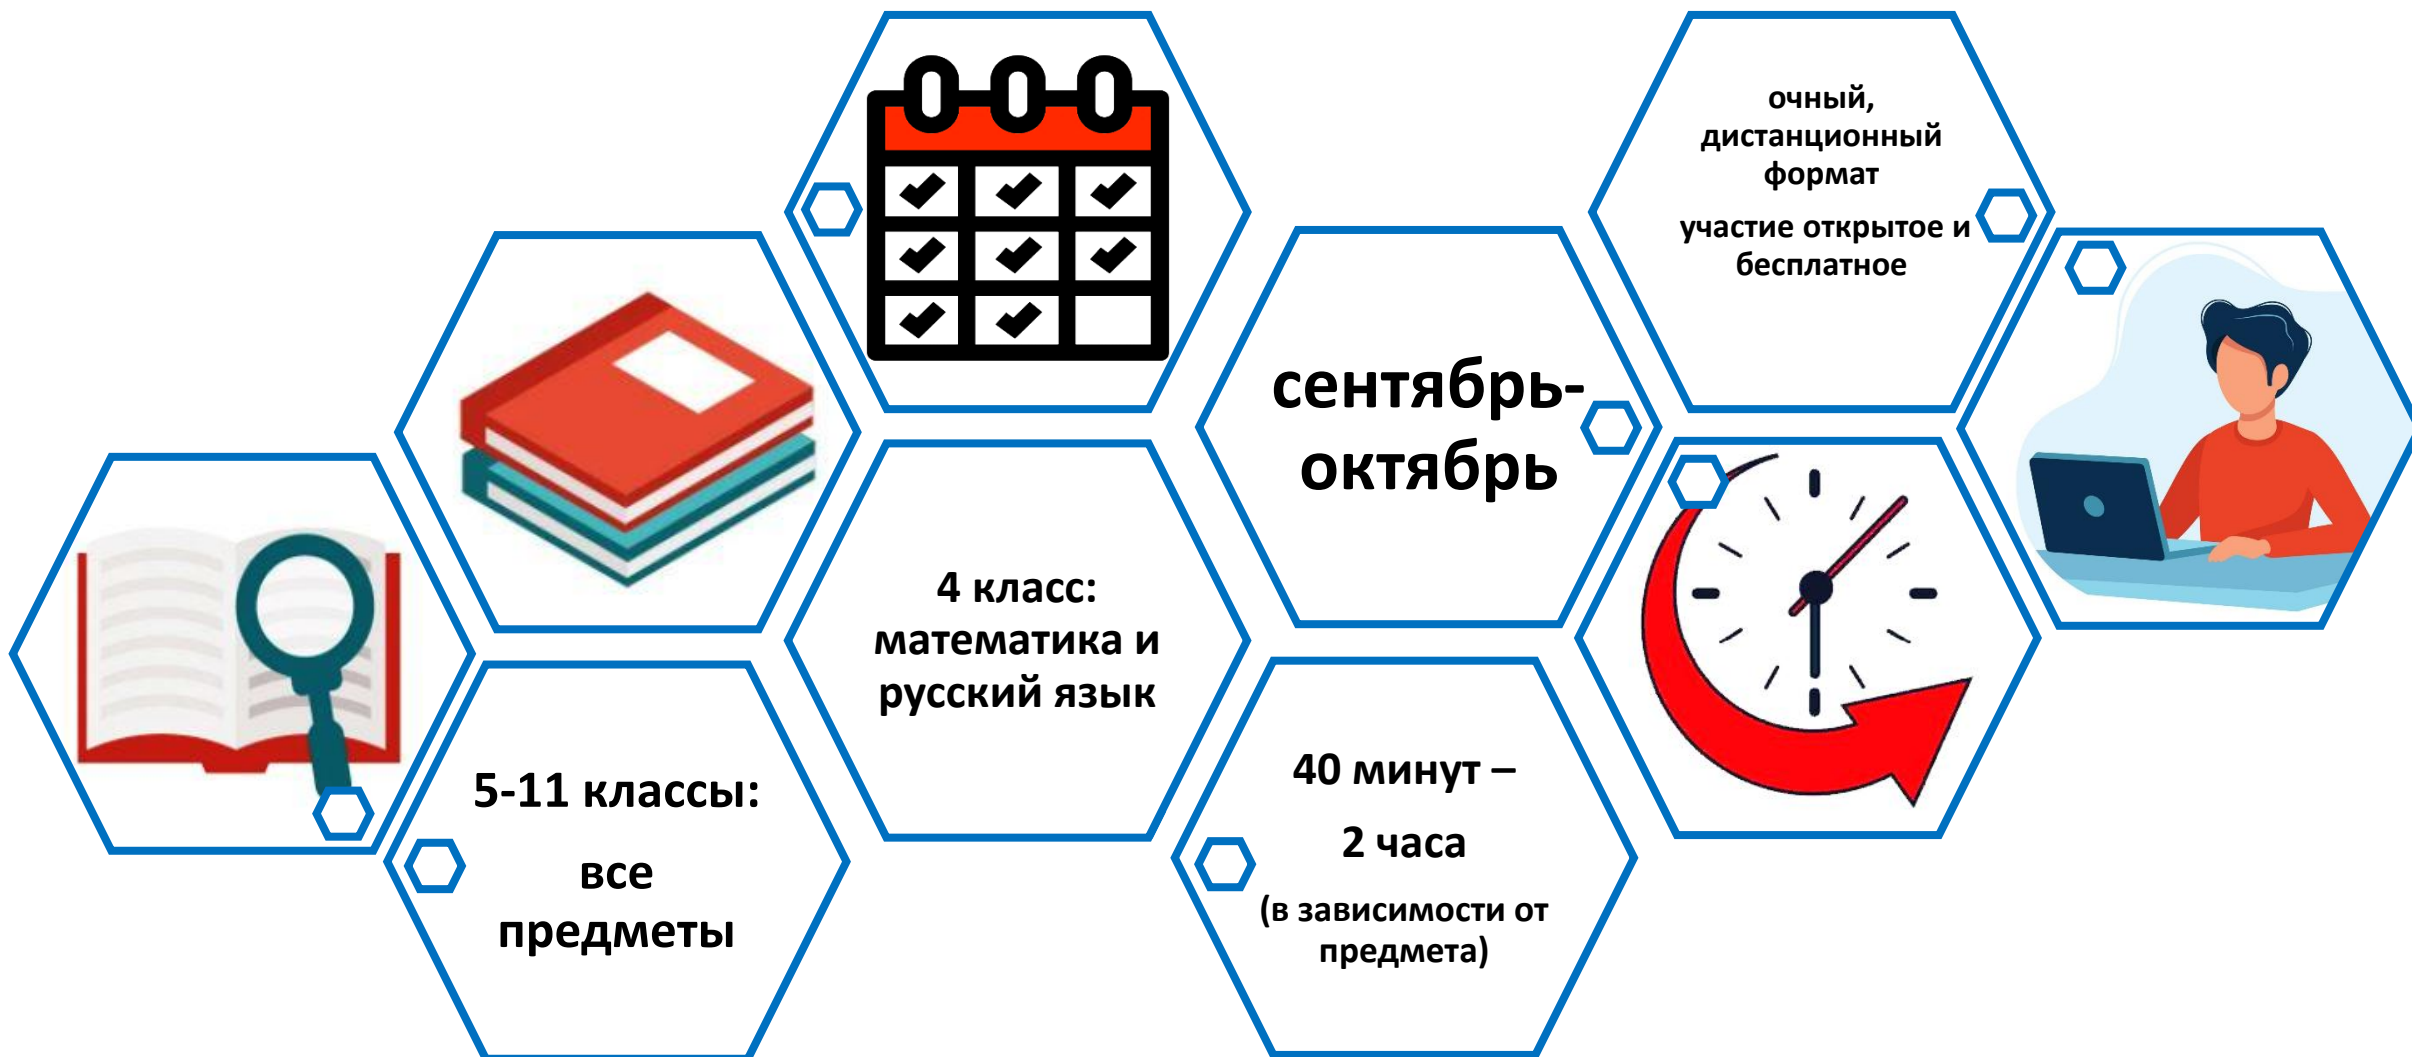 5-11 классы:
все
предметы
4 класс:
математика и
русский язык
сентябрь-
октябрь
40 минут –
2 часа
(в зависимости от
предмета)
очный,
дистанционный
формат
участие открытое и
бесплатное